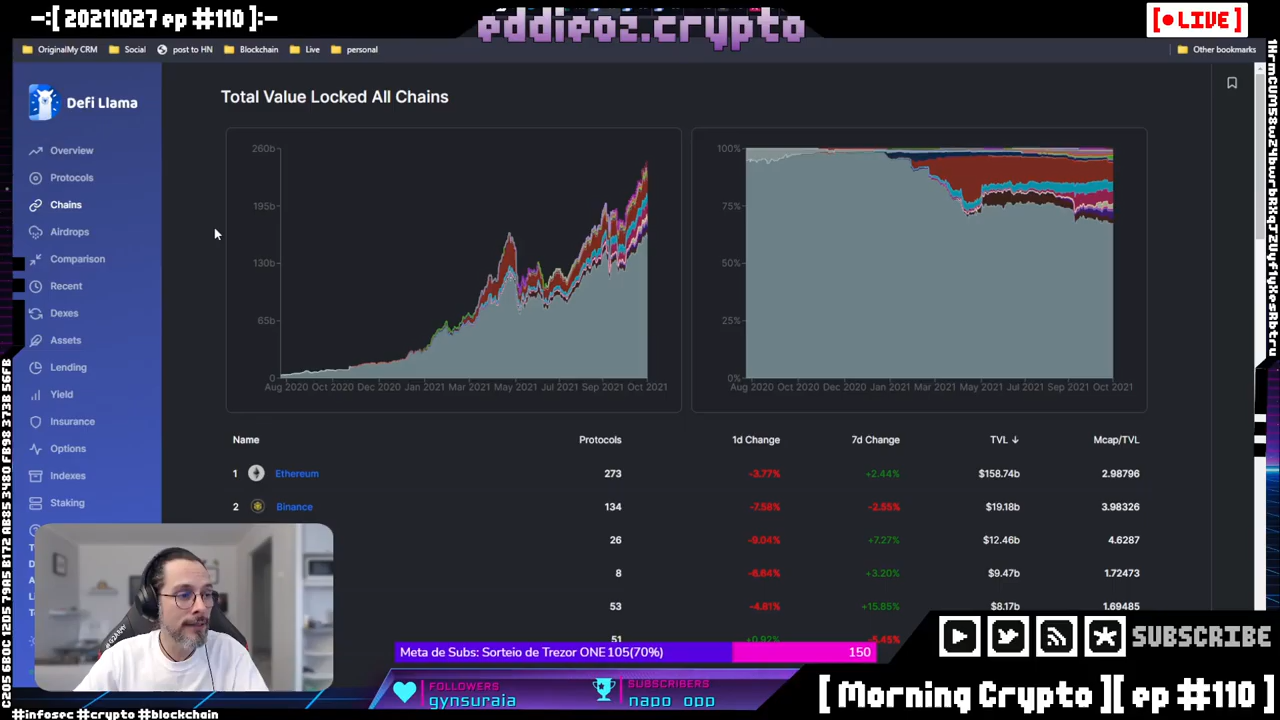 -:[ 20211027 ep #110 ]:-
eddieoz.crypto
[ ● LIVE ]
OriginalMy CRM
Social
post to HN
Blockchain
Live
personal
Other bookmarks
Defi Llama
Overview
Protocols
Chains
Airdrops
Comparison
Recent
Dexes
Assets
Lending
Yield
Insurance
Options
Indexes
Staking
Total Value Locked All Chains
260b
195b
130b
65b
0
Aug 2020 Oct 2020 Dec 2020 Jan 2021 Mar 2021 May 2021 Jul 2021 Sep 2021 Oct 2021
100%
75%
50%
25%
0%
Aug 2020 Oct 2020 Dec 2020 Jan 2021 Mar 2021 May 2021 Jul 2021 Sep 2021 Oct 2021
Name Protocols 1d Change 7d Change TVL ↓ Mcap/TVL
1 Ethereum 273 -3.77% +2.44% $158.74b 2.98796
2 Binance 134 -7.58% -2.55% $19.18b 3.98326
26 -9.04% +7.27% $12.46b 4.6287
8 -6.64% +3.20% $9.47b 1.72473
53 -4.81% +15.85% $8.17b 1.69485
51 +0.92% -5.45%
Meta de Subs: Sorteio de Trezor ONE 105(70%) 150
FOLLOWERS
gynsuraia
SUBSCRIBERS
napo_opp
SUBSCRIBE
[ Morning Crypto ][ ep #110 ]
#infosec #crypto #blockchain